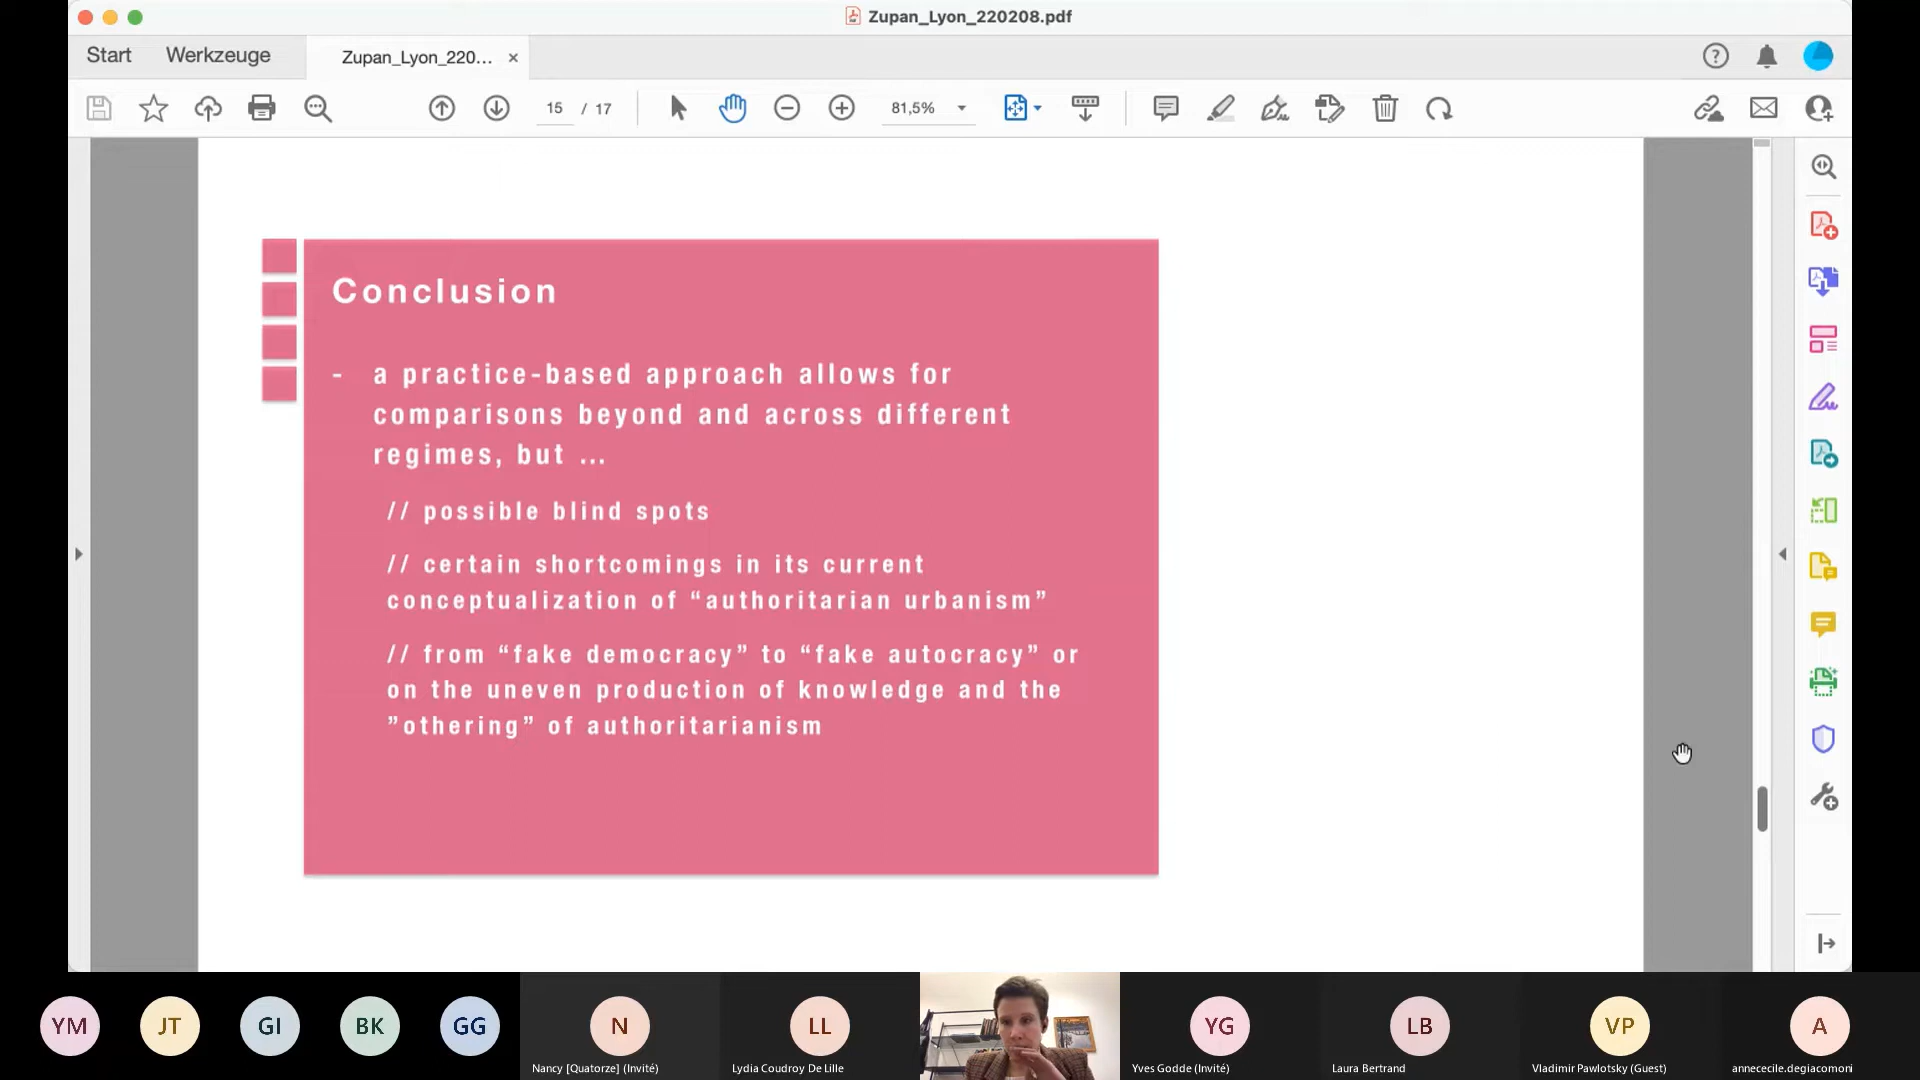 Zupan_Lyon_220208.pdf
Start
Werkzeuge
Zupan_Lyon_220...
15 / 17
81,5%
Conclusion
- a practice-based approach allows for
comparisons beyond and across different
regimes, but ...
// possible blind spots
// certain shortcomings in its current
conceptualization of “authoritarian urbanism”
// from “fake democracy” to “fake autocracy” or
on the uneven production of knowledge and the
”othering” of authoritarianism
YM
JT
GI
BK
GG
N
LL
YG
LB
VP
A
Nancy [Quatorze] (Invité)
Lydia Coudroy De Lille
Yves Godde (Invité)
Laura Bertrand
Vladimir Pawlotsky (Guest)
annececile.degiacomoni